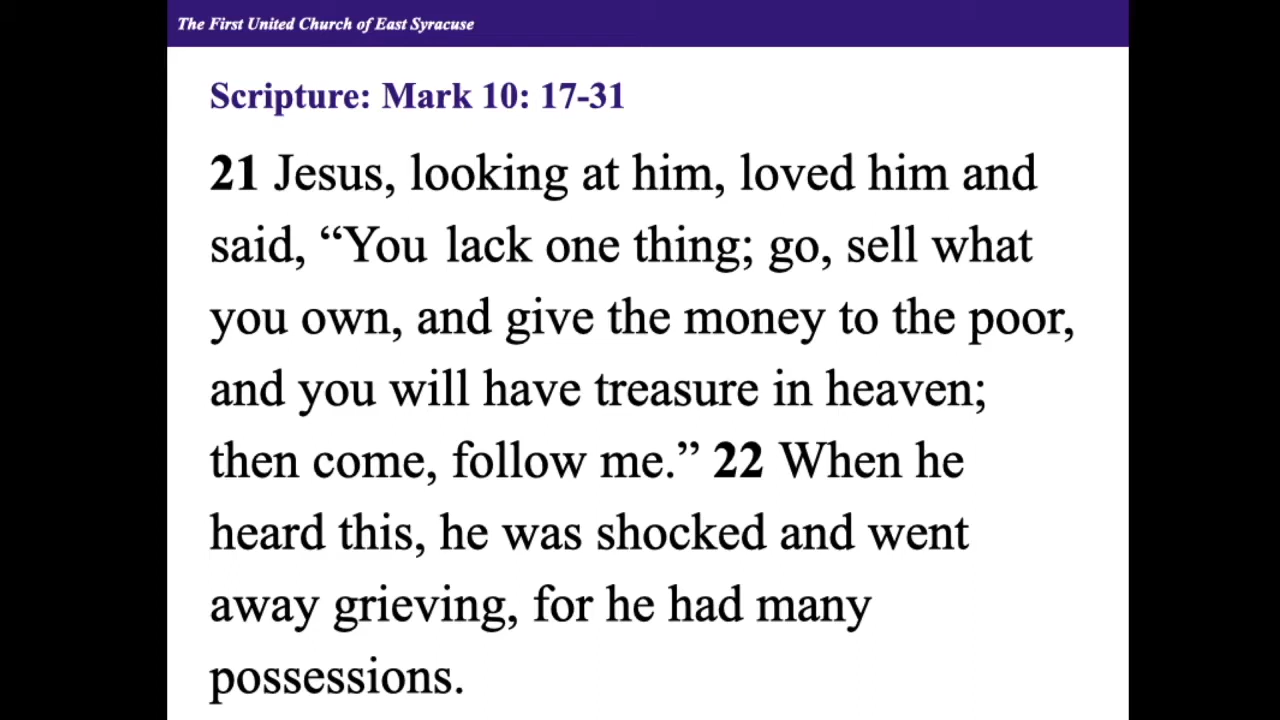 The First United Church of East Syracuse
Scripture: Mark 10: 17-31
21 Jesus, looking at him, loved him and
said, “You lack one thing; go, sell what
you own, and give the money to the poor,
and you will have treasure in heaven;
then come, follow me.” 22 When he
heard this, he was shocked and went
away grieving, for he had many
possessions.